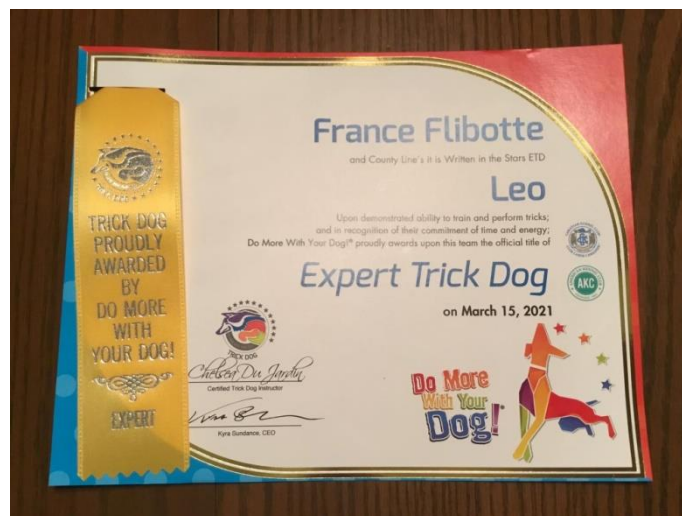 France Flibotte
and County Line's it is Written in the Stars ETD
Leo
Upon demonstrated ability to train and perform tricks;
and in recognition of their commitment of time and energy;
Do More With Your Dog!® proudly awards upon this team the official title of
Expert Trick Dog
on March 15, 2021
TRICK DOG
PROUDLY
AWARDED
BY
DO MORE
WITH
YOUR DOG!
EXPERT
TRICK DOG
Chelsea Du Jardin
Certified Trick Dog Instructor
Kyra Sundance, CEO
AKC
Do More
With Your
Dog!